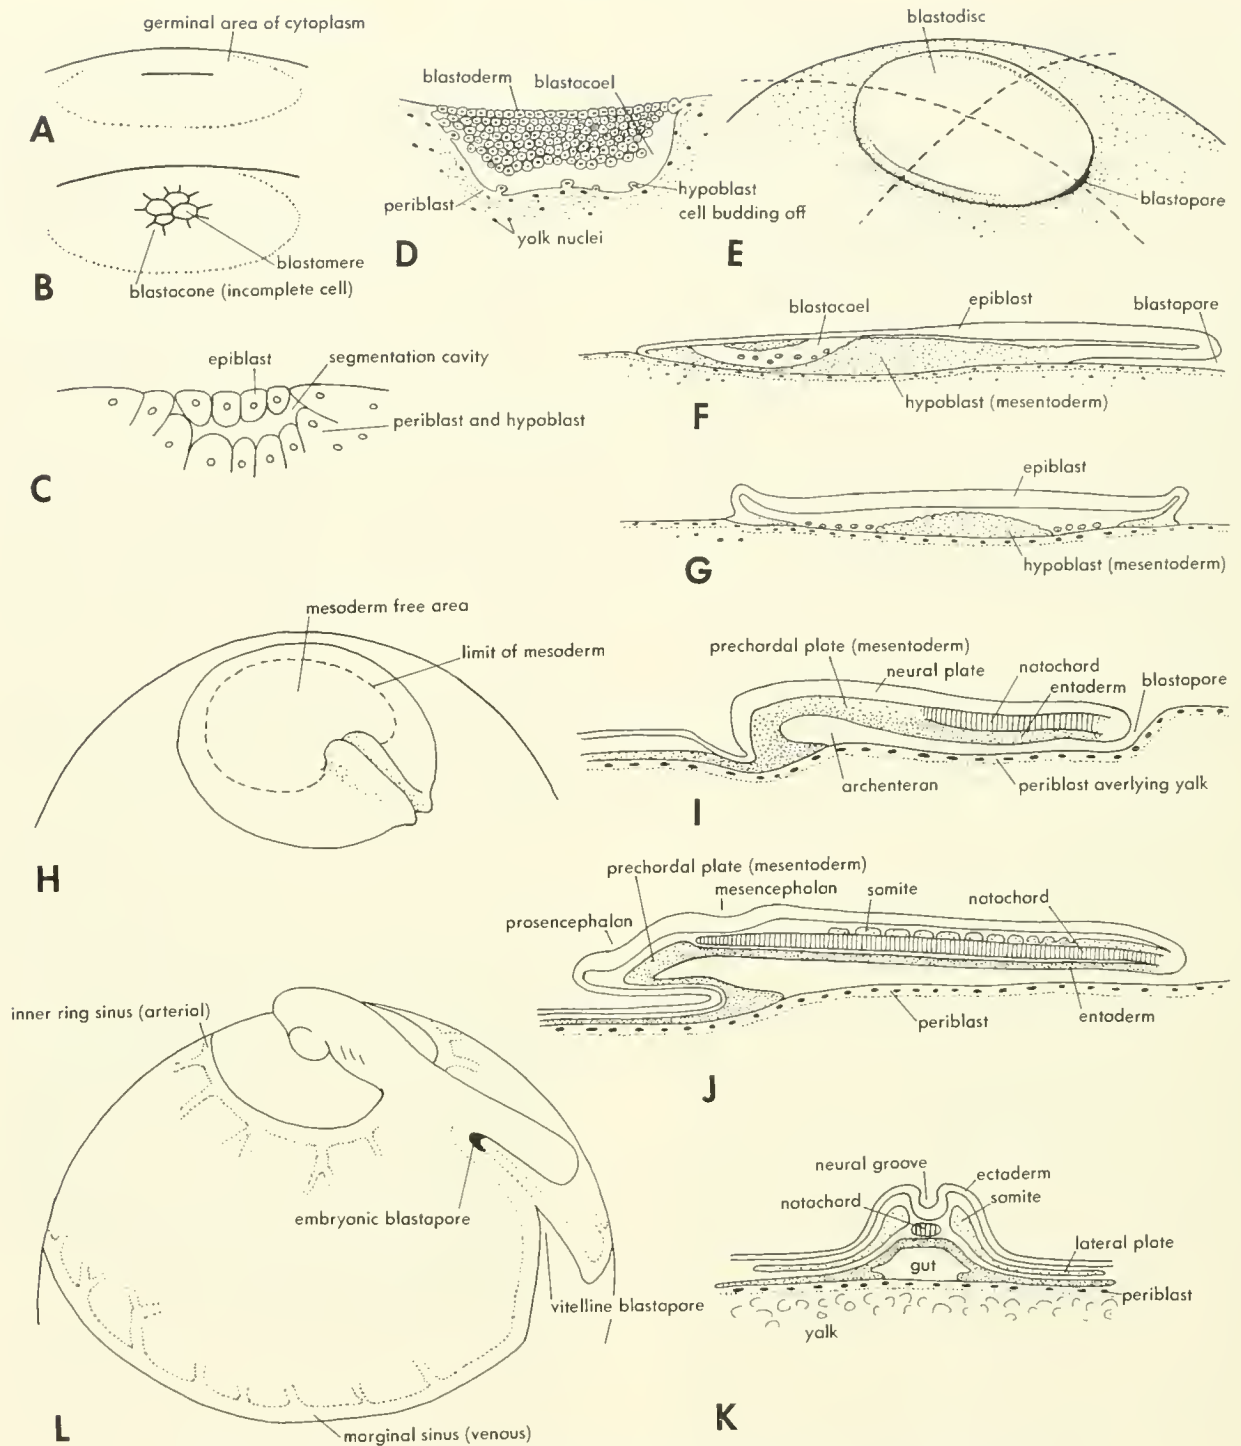 germinal area of cytoplasm
A
blastomere
blastocone (incomplete cell)
B
epiblast
segmentation cavity
periblast and hypoblast
C
blastoderm
blastocoel
periblast
hypoblast
cell budding off
yolk nuclei
D
blastodisc
blastopore
E
blastocoel
epiblast
blastopore
hypoblast (mesentoderm)
F
epiblast
hypoblast (mesentoderm)
G
mesoderm free area
limit of mesoderm
H
prechordal plate (mesentoderm)
neural plate
notochord
entoderm
blastopore
archenteron
periblast overlying yolk
I
prechordal plate (mesentoderm)
mesencephalon
prosencephalon
somite
notochord
periblast
entoderm
J
neural groove
ectoderm
notochord
somite
lateral plate
gut
periblast
yolk
K
inner ring sinus (arterial)
embryonic blastopore
vitelline blastopore
marginal sinus (venous)
L